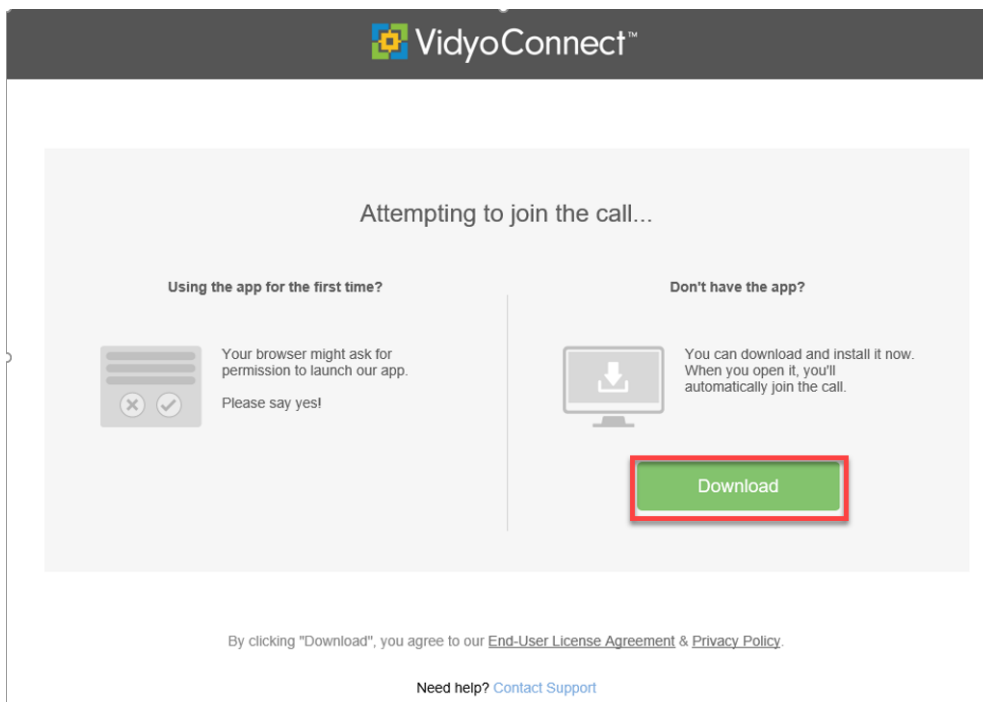 VidyoConnect™
Attempting to join the call...
Using the app for the first time?
Your browser might ask for
permission to launch our app.
Please say yes!
Don't have the app?
You can download and install it now.
When you open it, you'll
automatically join the call.
Download
By clicking "Download", you agree to our End-User License Agreement & Privacy Policy.
Need help? Contact Support